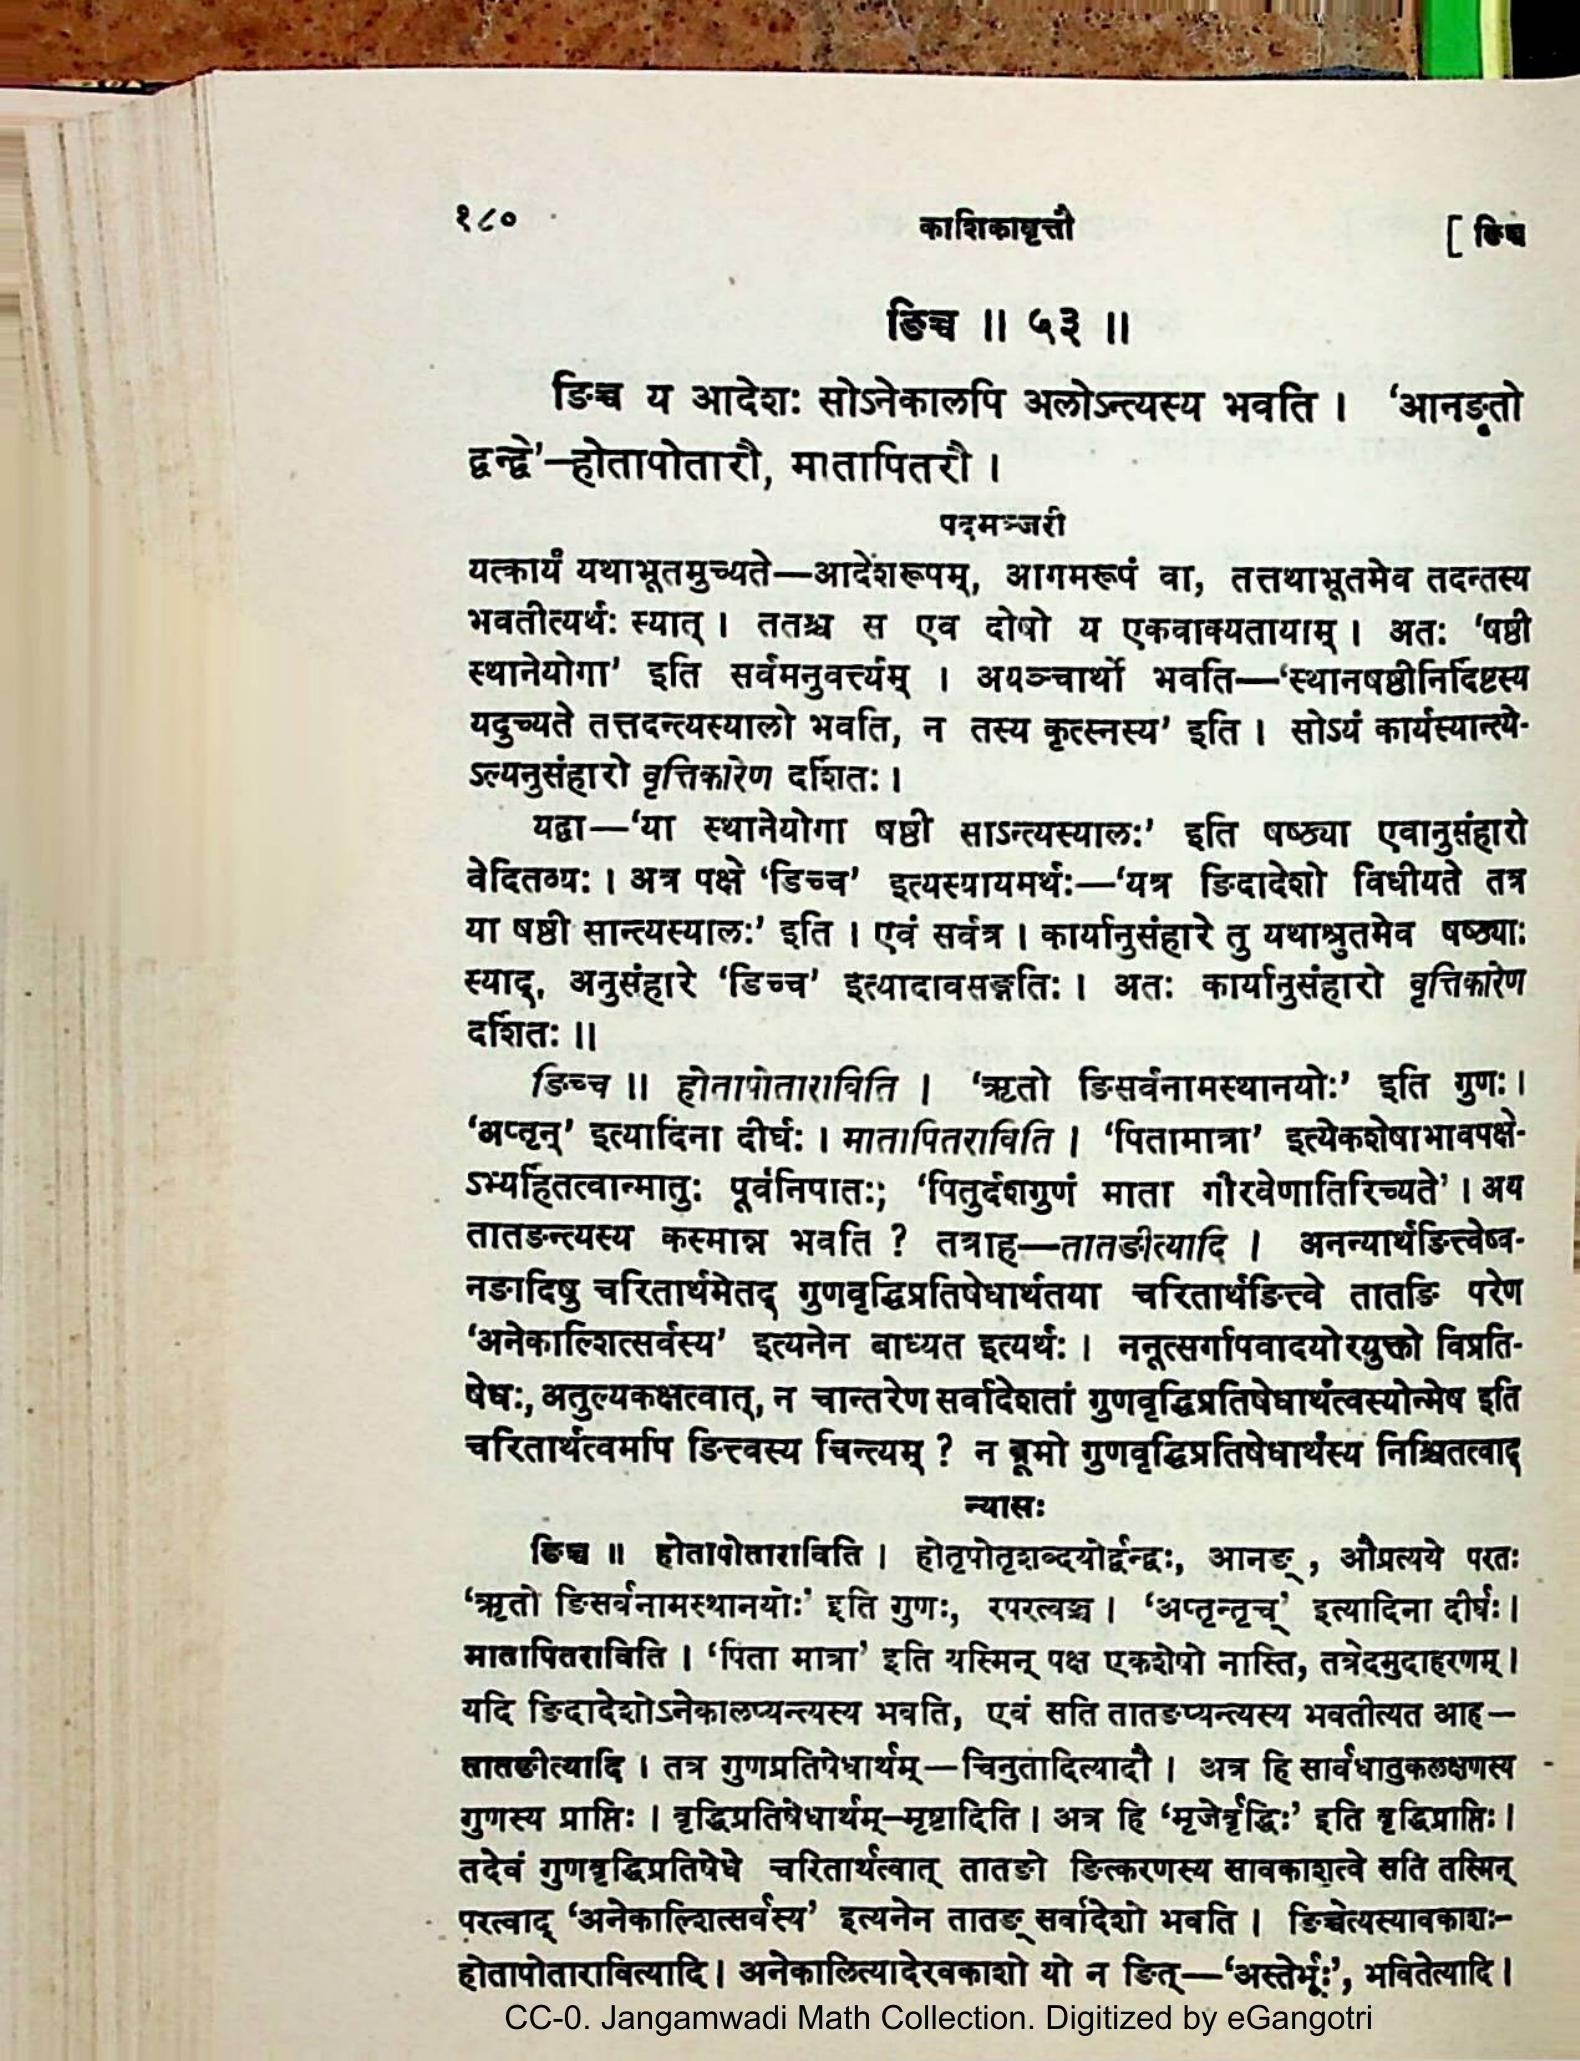 १८० काशिकावृत्तौ [ ङिच्च
ङिच्च ॥ ५३ ॥
ङिच्च य आदेशः सोऽनेकालपि अलोऽन्त्यस्य भवति । ‘आनङृतो
द्वन्द्वे’—होतापोतारौ, मातापितरौ ।
पदमञ्जरी
यत्कार्यं यथाभूतमुच्यते—आदेशरूपम्, आगमरूपं वा, तत्तथाभूतमेव तदन्तस्य
भवतीत्यर्थः स्यात् । ततश्च स एव दोषो य एकवाक्यतायाम् । अतः ‘षष्ठी
स्थानेयोगा’ इति सर्वमनुवर्त्त्यम् । अयञ्चार्थो भवति—‘स्थानषष्ठीनिर्दिष्टस्य
यदुच्यते तत्तदन्त्यस्यालो भवति, न तस्य कृत्स्नस्य’ इति । सोऽयं कार्यस्यान्त्ये-
ऽल्यनुसंहारो वृत्तिकारेण दर्शितः ।
यद्वा—‘या स्थानेयोगा षष्ठी साऽन्त्यस्यालः’ इति षष्ठ्या एवानुसंहारो
वेदितव्यः । अत्र पक्षे ‘ङिच्च’ इत्यस्यायमर्थः—‘यत्र ङिदादेशो विधीयते तत्र
या षष्ठी सान्त्यस्यालः’ इति । एवं सर्वत्र । कार्यानुसंहारे तु यथाश्रुतमेव षष्ठ्याः
स्याद्, अनुसंहारे ‘ङिच्च’ इत्यादावसङ्गतिः । अतः कार्यानुसंहारो वृत्तिकारेण
दर्शितः ॥
ङिच्च ॥ होतापोताराविति । ‘ऋतो ङिसर्वनामस्थानयोः’ इति गुणः ।
‘अप्तृन्’ इत्यादिना दीर्घः । मातापितराविति । ‘पितामात्रा’ इत्येकशेषाभावपक्षे-
ऽभ्यर्हितत्वान्मातुः पूर्वनिपातः; ‘पितुर्दशगुणं माता गौरवेणातिरिच्यते’ । अथ
तातङन्त्यस्य कस्मान्न भवति ? तत्राह—तातङीत्यादि । अनन्यार्थङित्त्वेष्व-
नङादिषु चरितार्थमेतद् गुणवृद्धिप्रतिषेधार्थतया चरितार्थङित्त्वे तातङि परेण
‘अनेकाल्शित्सर्वस्य’ इत्यनेन बाध्यत इत्यर्थः । ननूत्सर्गापवादयोरयुक्तो विप्रति-
षेधः, अतुल्यकक्षत्वात्, न चान्तरेण सर्वादेशतां गुणवृद्धिप्रतिषेधार्थत्वस्योन्मेष इति
चरितार्थत्वमपि ङित्त्वस्य चिन्त्यम् ? न ब्रूमो गुणवृद्धिप्रतिषेधार्थस्य निश्चितत्वाद्
न्यासः
ङिच्च ॥ होतापोताराविति । होतृपोतृशब्दयोर्द्वन्द्वः, आनङ् , औप्रत्यये परतः
‘ऋतो ङिसर्वनामस्थानयोः’ इति गुणः, रपरत्वञ्च । ‘अप्तृन्तृच्’ इत्यादिना दीर्घः ।
मातापितराविति । ‘पिता मात्रा’ इति यस्मिन् पक्ष एकशेषो नास्ति, तत्रेदमुदाहरणम् ।
यदि ङिदादेशोऽनेकालप्यन्त्यस्य भवति, एवं सति तातङप्यन्त्यस्य भवतीत्यत आह—
तातङीत्यादि । तत्र गुणप्रतिषेधार्थम्—चिनुतादित्यादौ । अत्र हि सार्वधातुकलक्षणस्य
गुणस्य प्राप्तिः । वृद्धिप्रतिषेधार्थम्—मृष्टादिति । अत्र हि ‘मृजेर्वृद्धिः’ इति वृद्धिप्राप्तिः ।
तदेवं गुणवृद्धिप्रतिषेधे चरितार्थत्वात् तातङो ङित्करणस्य सावकाशत्वे सति तस्मिन्
परत्वाद् ‘अनेकाल्शित्सर्वस्य’ इत्यनेन तातङ् सर्वादेशो भवति । ङिच्चेत्यस्यावकाशः—
होतापोतारावित्यादि । अनेकालित्यादेरवकाशो यो न ङित्—‘अस्तेर्भूः’, भवितेत्यादि ।
CC-0. Jangamwadi Math Collection. Digitized by eGangotri